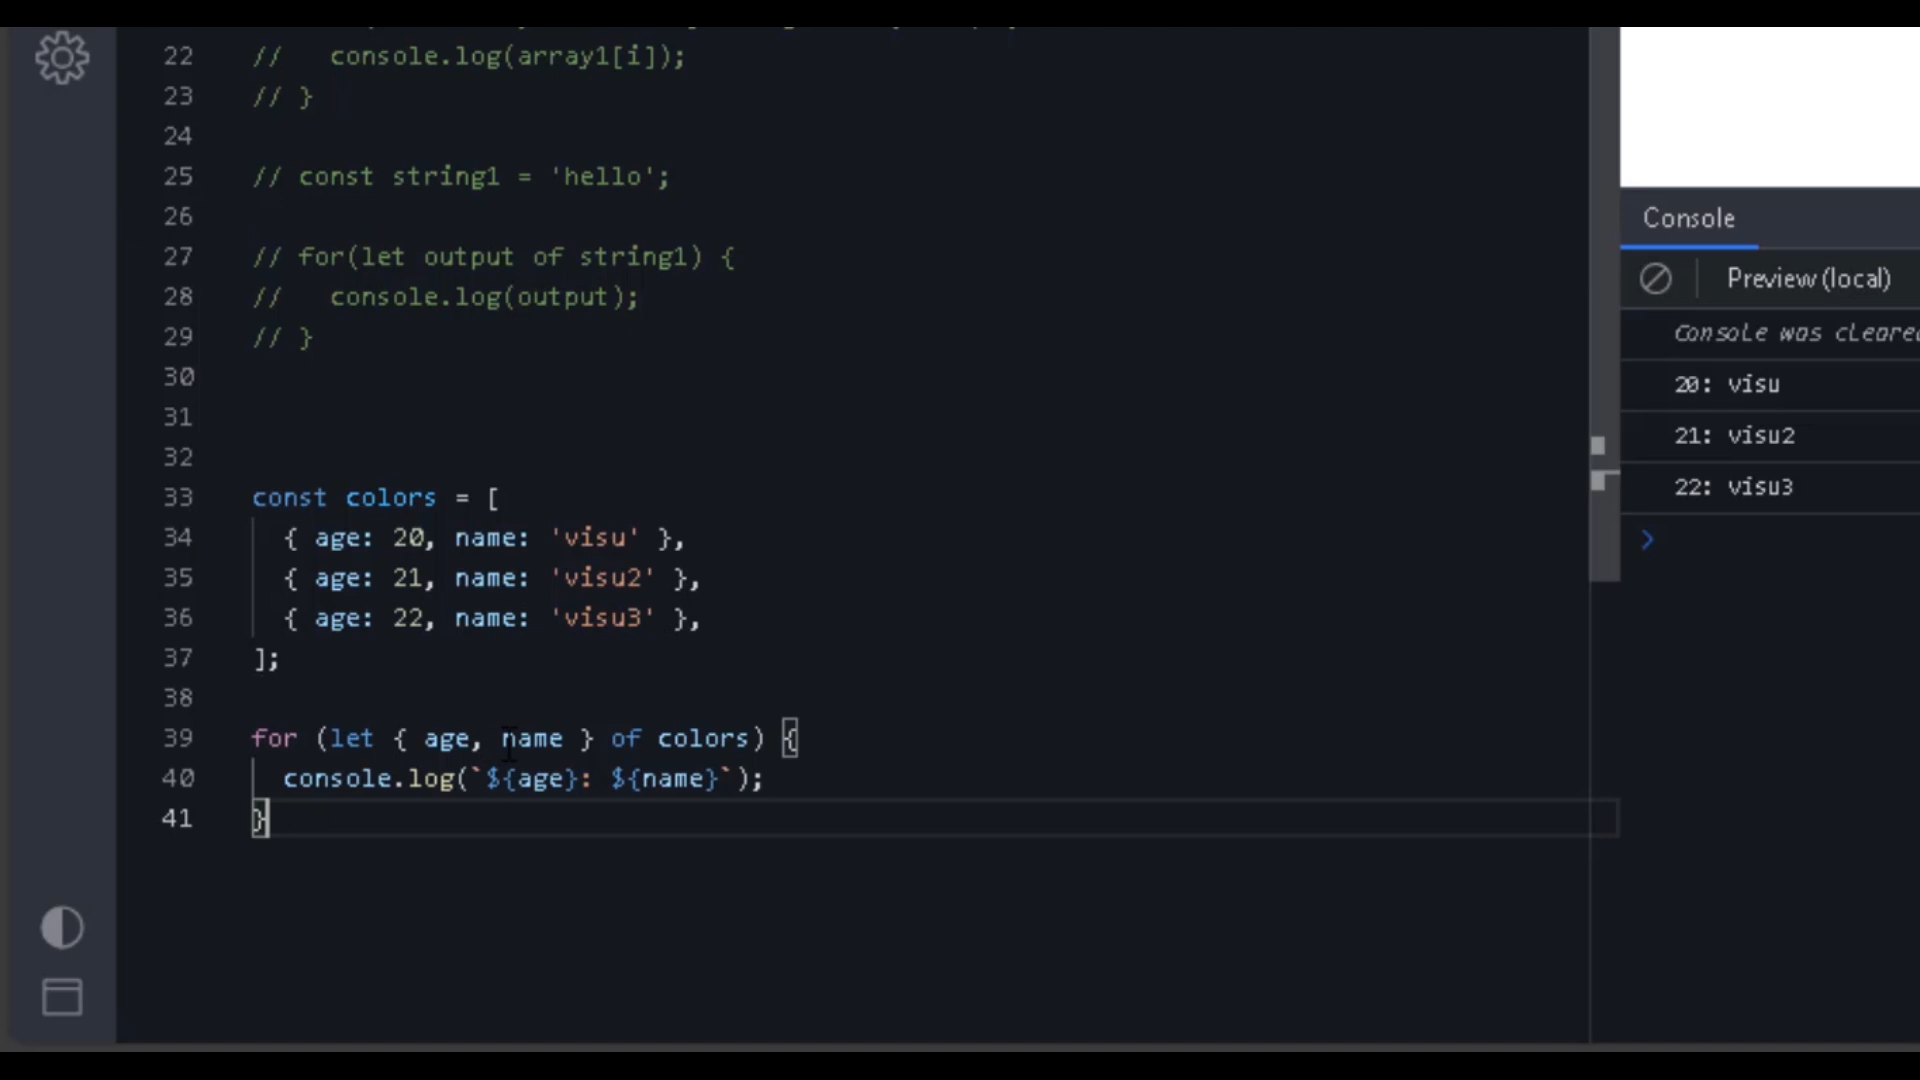 22 //   console.log(array1[i]);
23 // }
24
25 // const string1 = 'hello';
26
27 // for(let output of string1) {
28 //   console.log(output);
29 // }
30
31
32
33 const colors = [
34   { age: 20, name: 'visu' },
35   { age: 21, name: 'visu2' },
36   { age: 22, name: 'visu3' },
37 ];
38
39 for (let { age, name } of colors) {
40   console.log(`${age}: ${name}`);
41 }
Console
Preview (local)
Console was cleared
20: visu
21: visu2
22: visu3